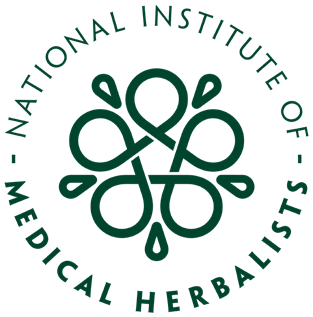 - NATIONAL INSTITUTE OF -
MEDICAL HERBALISTS